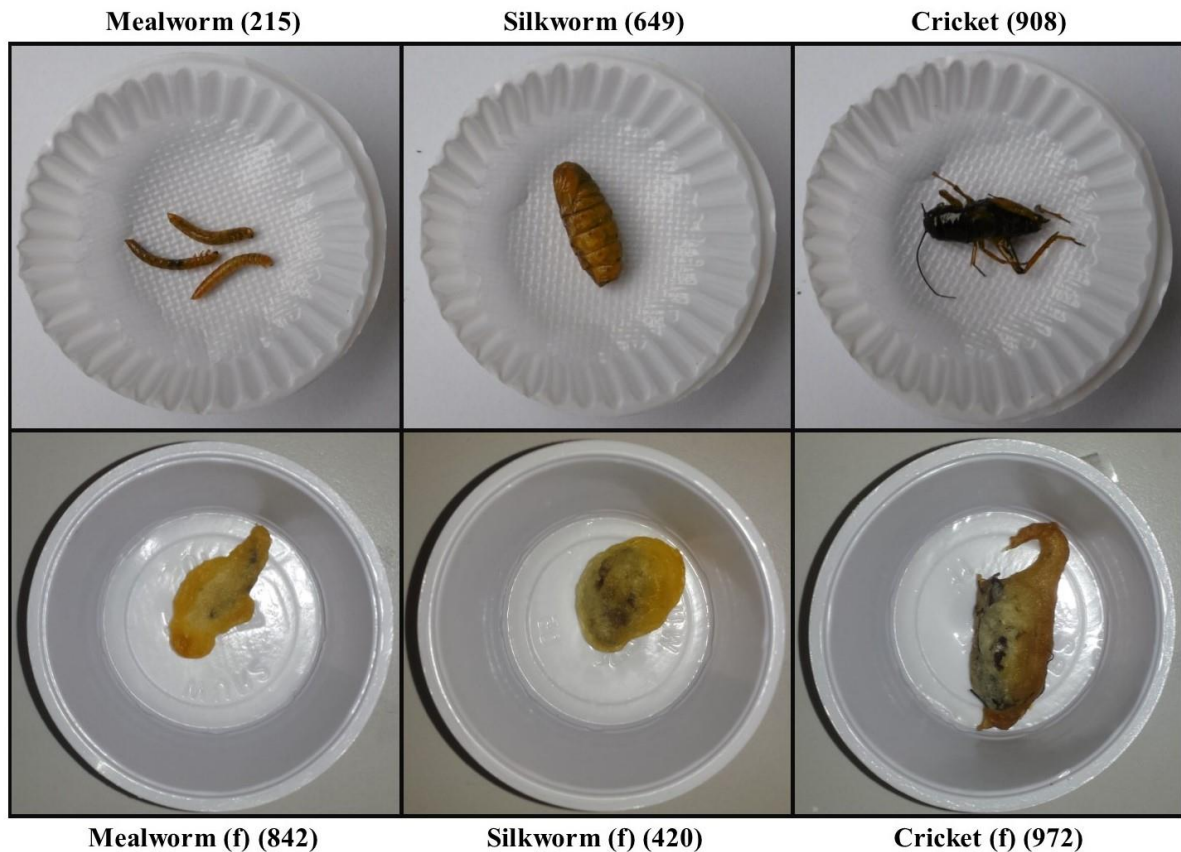 Mealworm (215)
Silkworm (649)
Cricket (908)
Mealworm (f) (842)
Silkworm (f) (420)
Cricket (f) (972)